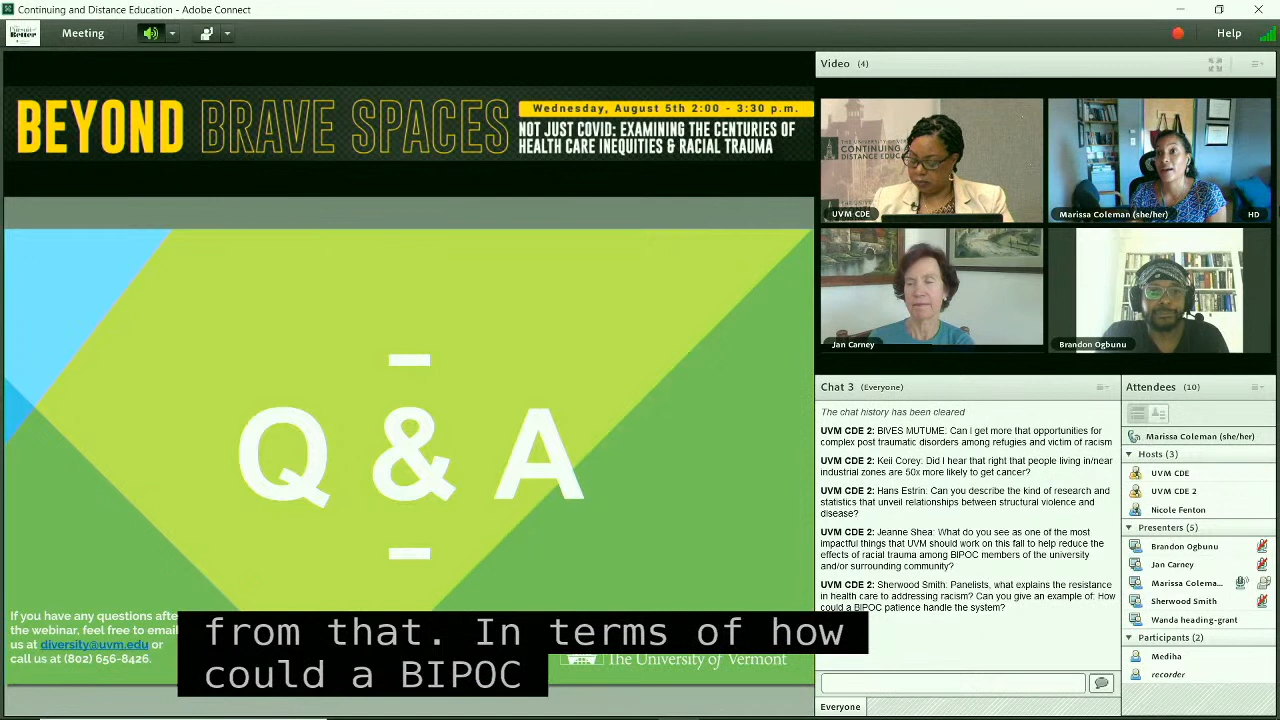 Continuing and Distance Education - Adobe Connect
Meeting
Help
BEYOND BRAVE SPACES
Wednesday, August 5th 2:00 - 3:30 p.m.
NOT JUST COVID: EXAMINING THE CENTURIES OF
HEALTH CARE INEQUITIES & RACIAL TRAUMA
Q & A
If you have any questions afte
the webinar, feel free to email
us at diversity@uvm.edu or
call us at (802) 656-8426.
The University of Vermont
from that. In terms of how
could a BIPOC
Video (4)
CONTINUING
UVM CDE
Marissa Coleman (she/her)
HD
Jan Carney
Brandon Ogbunu
Chat 3 (Everyone)
The chat history has been cleared
UVM CDE 2: BIVES MUTUME: Can I get more that opportunities for
complex post traumatic disorders among refugies and victim of racism
UVM CDE 2: Keil Corey: Did I hear that right that people living in/near
industrial zones are 50x more likely to get cancer?
UVM CDE 2: Hans Estrin: Can you describe the kind of research and
statistics that unveil relationships between structural violence and
disease?
UVM CDE 2: Jeanne Shea: What do you see as one of the most
impactful things that UVM should work on this fall to help reduce the
effects of racial trauma among BIPOC members of the university
and/or surrounding community?
UVM CDE 2: Sherwood Smith: Panelists, what explains the resistance
in health care to addressing racism? Can you give an example of: How
could a BIPOC patience handle the system?
Everyone
Attendees (10)
Marissa Coleman (she/her)
Hosts (3)
UVM CDE
UVM CDE 2
Nicole Fenton
Presenters (5)
Brandon Ogbunu
Jan Carney
Marissa Colema...
Sherwood Smith
Wanda heading-grant
Participants (2)
Mediha
recorder